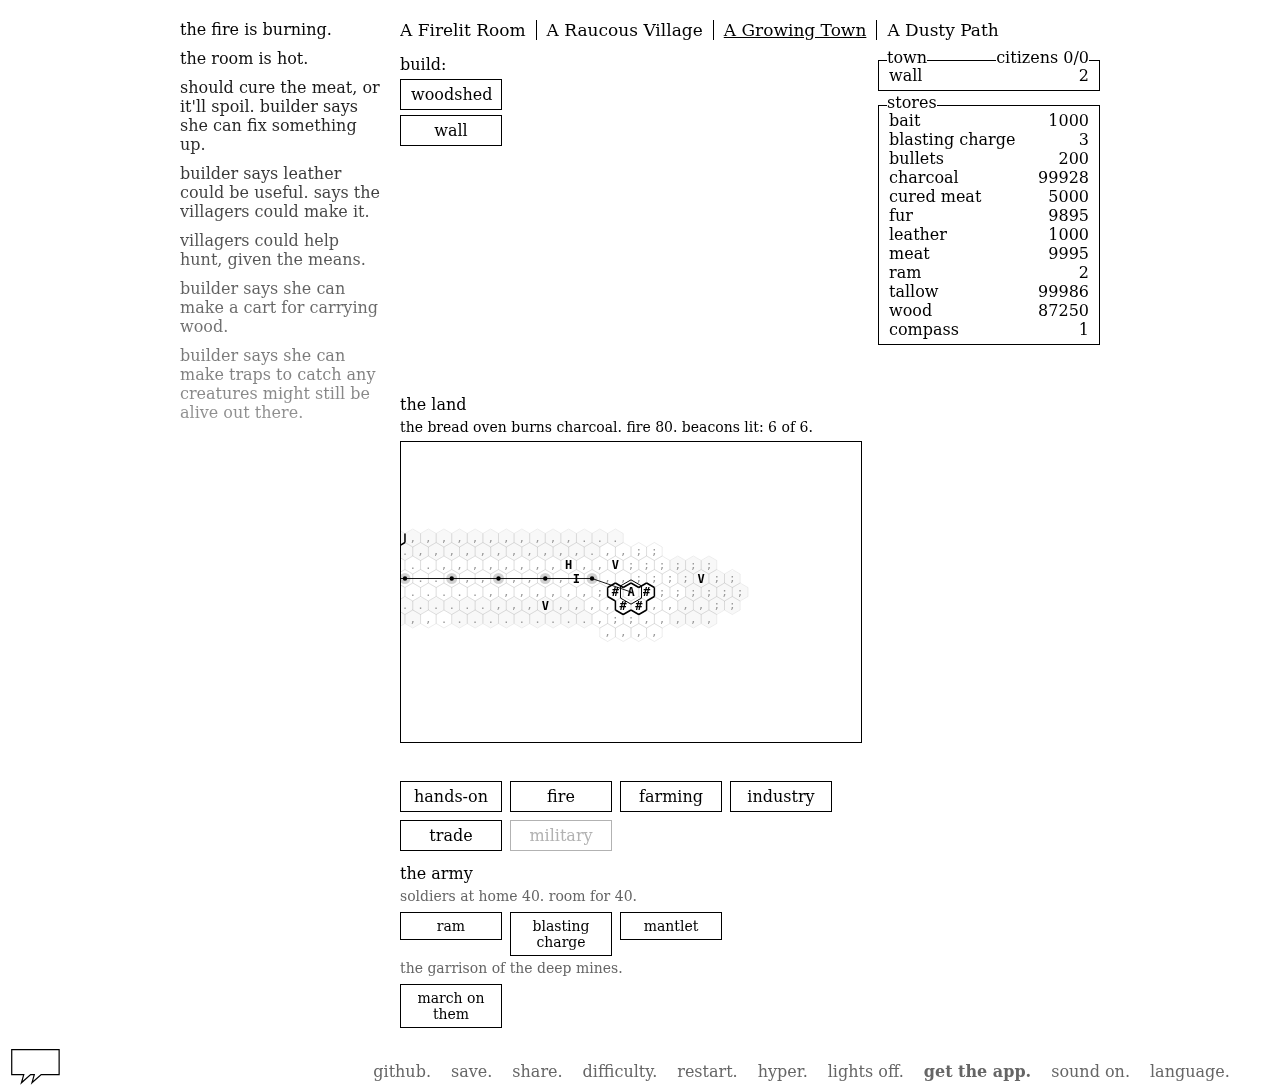 the fire is burning.
the room is hot.
should cure the meat, or
it'll spoil. builder says
she can fix something
up.
builder says leather
could be useful. says the
villagers could make it.
villagers could help
hunt, given the means.
builder says she can
make a cart for carrying
wood.
builder says she can
make traps to catch any
creatures might still be
alive out there.
A Firelit Room
A Raucous Village
A Growing Town
A Dusty Path
build:
woodshed
wall
town citizens 0/0
wall 2
stores
bait 1000
blasting charge 3
bullets 200
charcoal 99928
cured meat 5000
fur 9895
leather 1000
meat 9995
ram 2
tallow 99986
wood 87250
compass 1
the land
the bread oven burns charcoal. fire 80. beacons lit: 6 of 6.
H V
I V
# A #
V # #
hands-on
fire
farming
industry
trade
military
the army
soldiers at home 40. room for 40.
ram
blasting
charge
mantlet
the garrison of the deep mines.
march on
them
github. save. share. difficulty. restart. hyper. lights off. get the app. sound on. language.